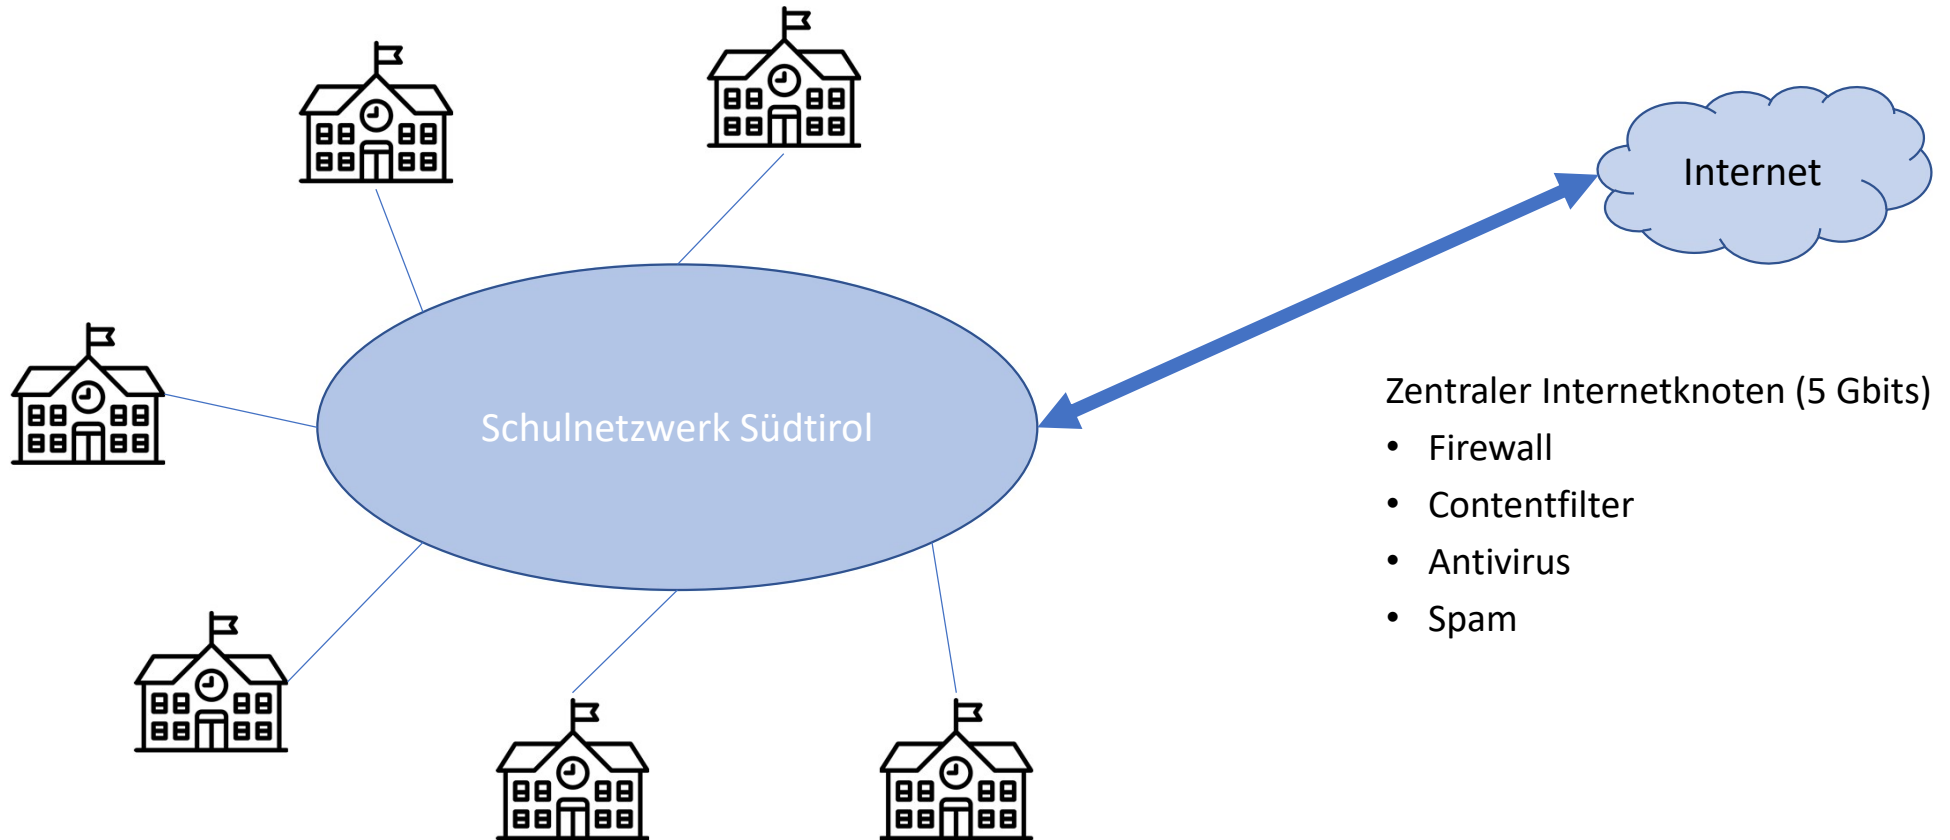 Internet
Schulnetzwerk Südtirol
Zentraler Internetknoten (5 Gbits)
• Firewall
• Contentfilter
• Antivirus
• Spam